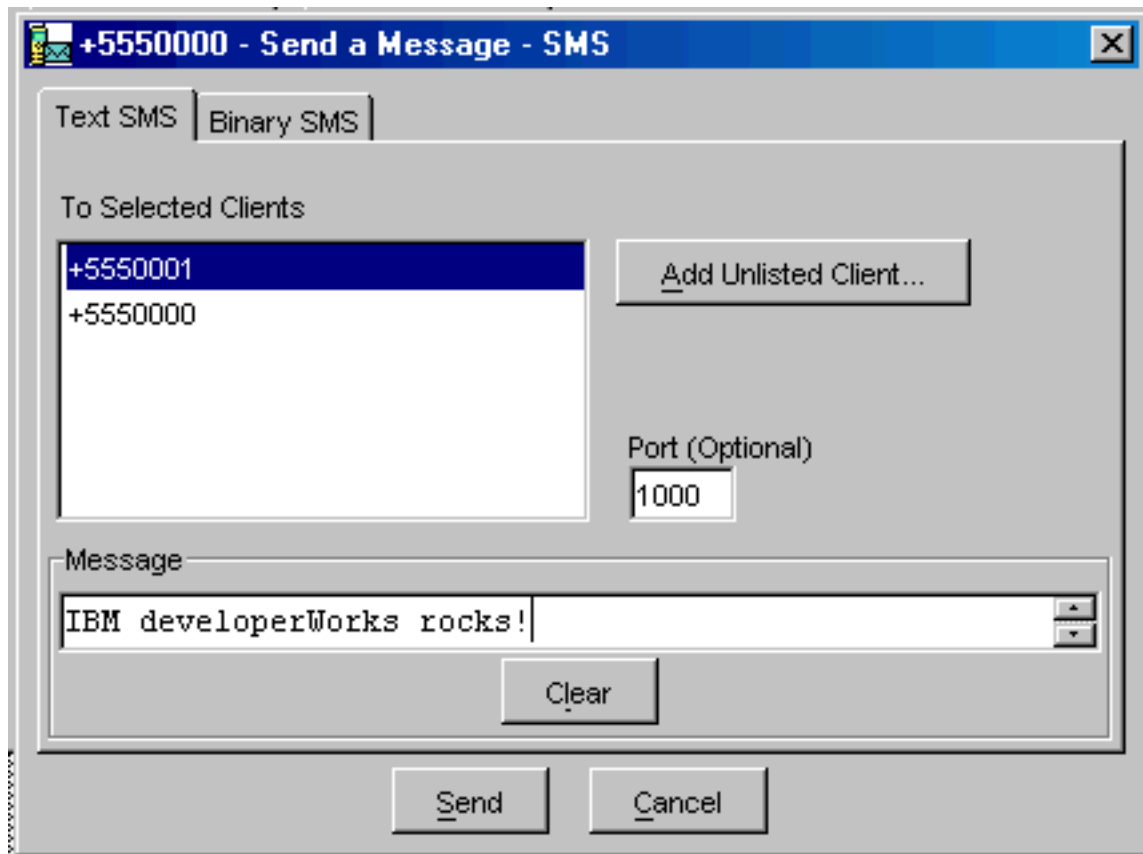 +5550000 - Send a Message - SMS
Text SMS
Binary SMS
To Selected Clients
+5550001
+5550000
Add Unlisted Client...
Port (Optional)
1000
Message
IBM developerWorks rocks!
Clear
Send
Cancel